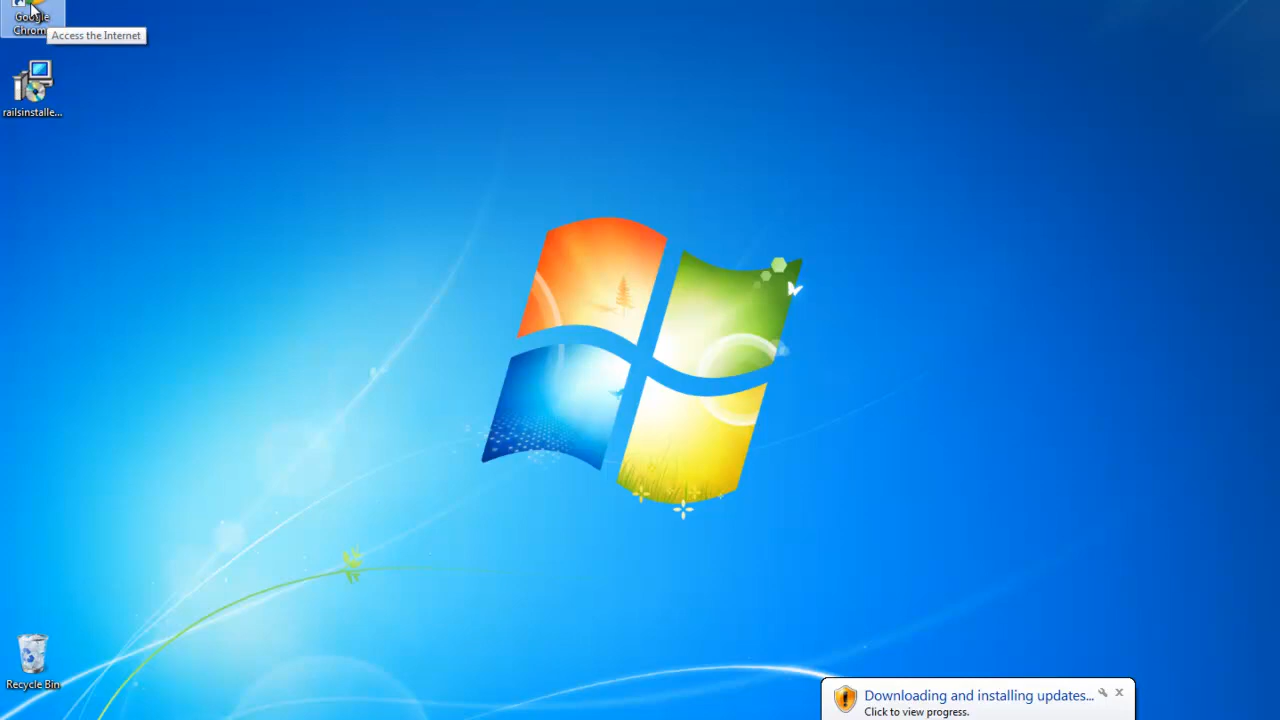 Google
Chrom
Access the Internet
railsinstalle...
Recycle Bin
Downloading and installing updates...
Click to view progress.